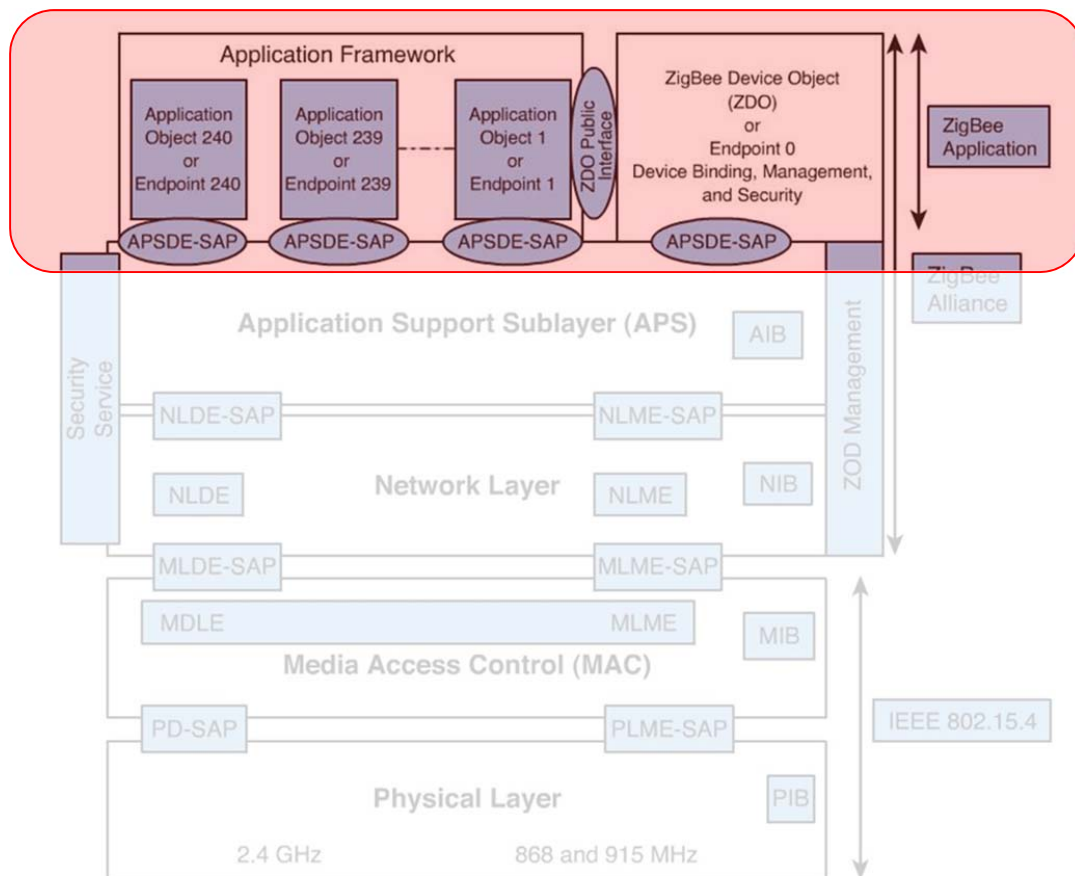 Application Framework
Application
Object 240
or
Endpoint 240
Application
Object 239
or
Endpoint 239
Application
Object 1
or
Endpoint 1
ZDO Public
Interface
ZigBee Device Object
(ZDO)
or
Endpoint 0
Device Binding, Management,
and Security
ZigBee
Application
APSDE-SAP
APSDE-SAP
APSDE-SAP
APSDE-SAP
ZigBee
Alliance
Security
Service
Application Support Sublayer (APS)
AIB
ZOD Management
NLDE-SAP
NLME-SAP
NLDE
Network Layer
NLME
NIB
MLDE-SAP
MLME-SAP
MDLE
MLME
MIB
Media Access Control (MAC)
PD-SAP
PLME-SAP
IEEE 802.15.4
Physical Layer
PIB
2.4 GHz
868 and 915 MHz